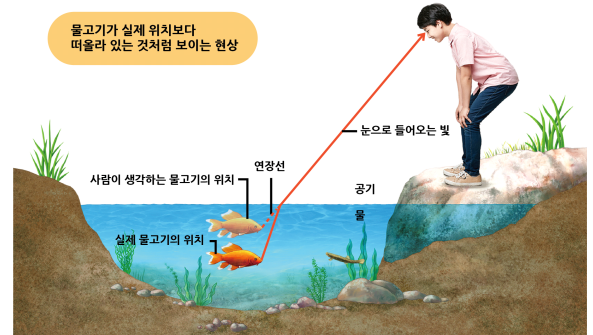 물고기가 실제 위치보다
떠올라 있는 것처럼 보이는 현상
눈으로 들어오는 빛
연장선
사람이 생각하는 물고기의 위치
공기
물
실제 물고기의 위치